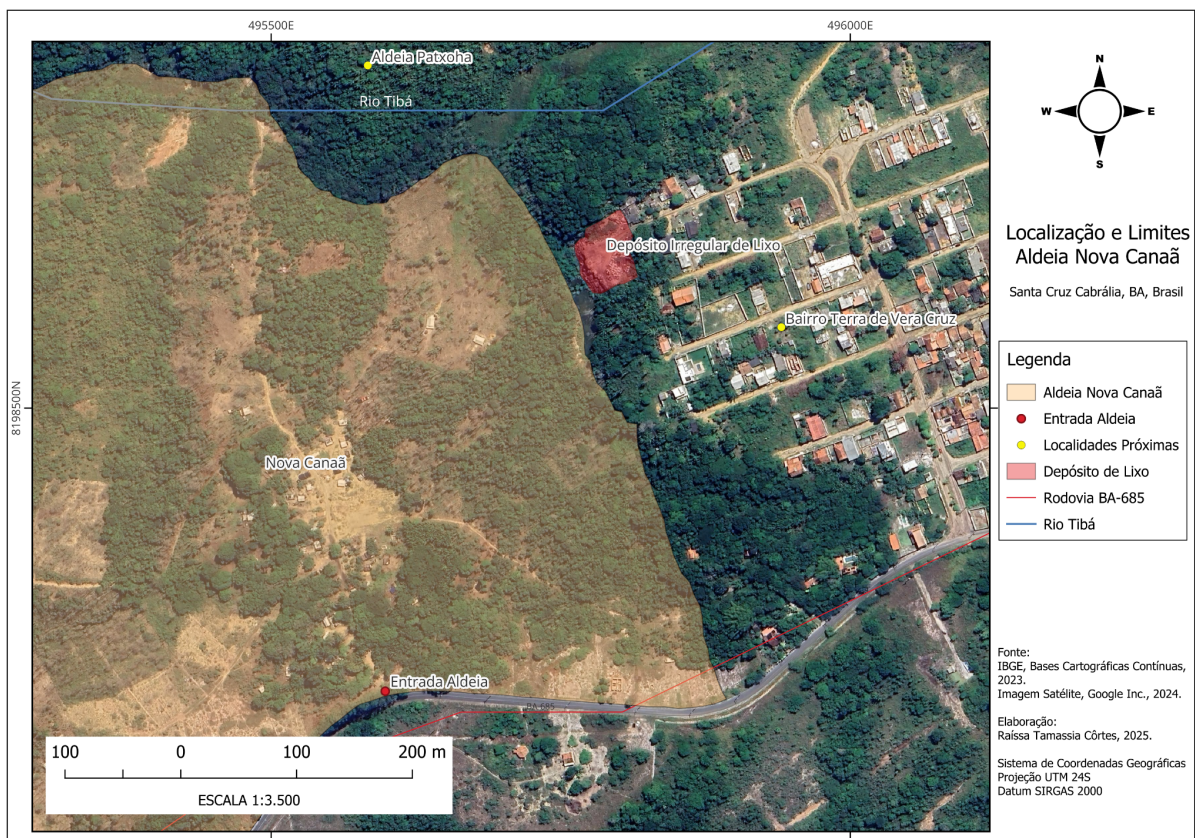 495500E
496000E
Aldeia Patxoha
Rio Tibá
Depósito Irregular de Lixo
Bairro Terra de Vera Cruz
8198500N
Nova Canaã
Entrada Aldeia
BA-685
100 0 100 200 m
ESCALA 1:3.500
N
W E
S
Localização e Limites
Aldeia Nova Canaã
Santa Cruz Cabrália, BA, Brasil
Legenda
Aldeia Nova Canaã
Entrada Aldeia
Localidades Próximas
Depósito de Lixo
Rodovia BA-685
Rio Tibá
Fonte:
IBGE, Bases Cartográficas Contínuas,
2023.
Imagem Satélite, Google Inc., 2024.
Elaboração:
Raíssa Tamassia Côrtes, 2025.
Sistema de Coordenadas Geográficas
Projeção UTM 24S
Datum SIRGAS 2000